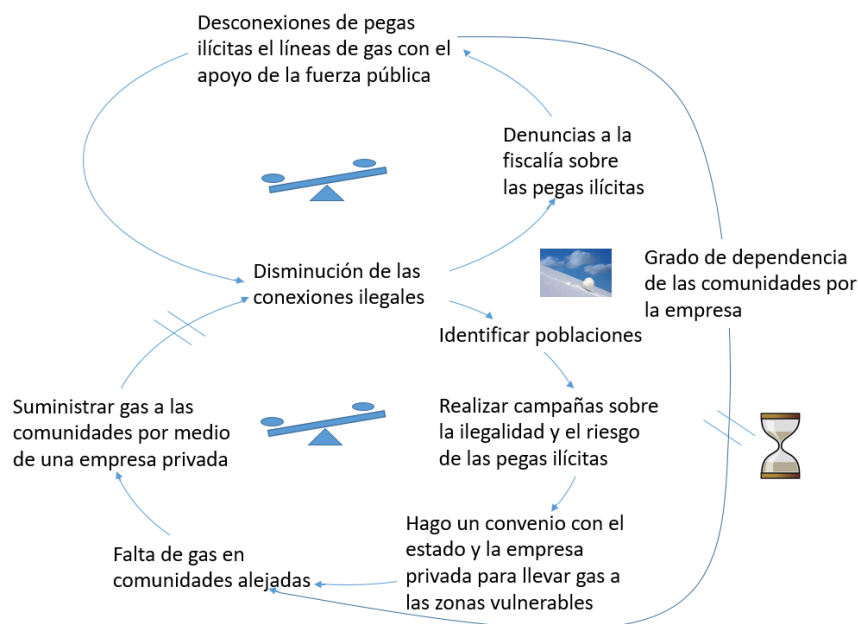 Desconexiones de pegas
ilícitas el líneas de gas con el
apoyo de la fuerza pública
Denuncias a la
fiscalía sobre
las pegas ilícitas
Disminución de las
conexiones ilegales
Grado de dependencia
de las comunidades por
la empresa
Identificar poblaciones
Suministrar gas a las
comunidades por medio
de una empresa privada
Realizar campañas sobre
la ilegalidad y el riesgo
de las pegas ilícitas
Hago un convenio con el
estado y la empresa
privada para llevar gas a
las zonas vulnerables
Falta de gas en
comunidades alejadas